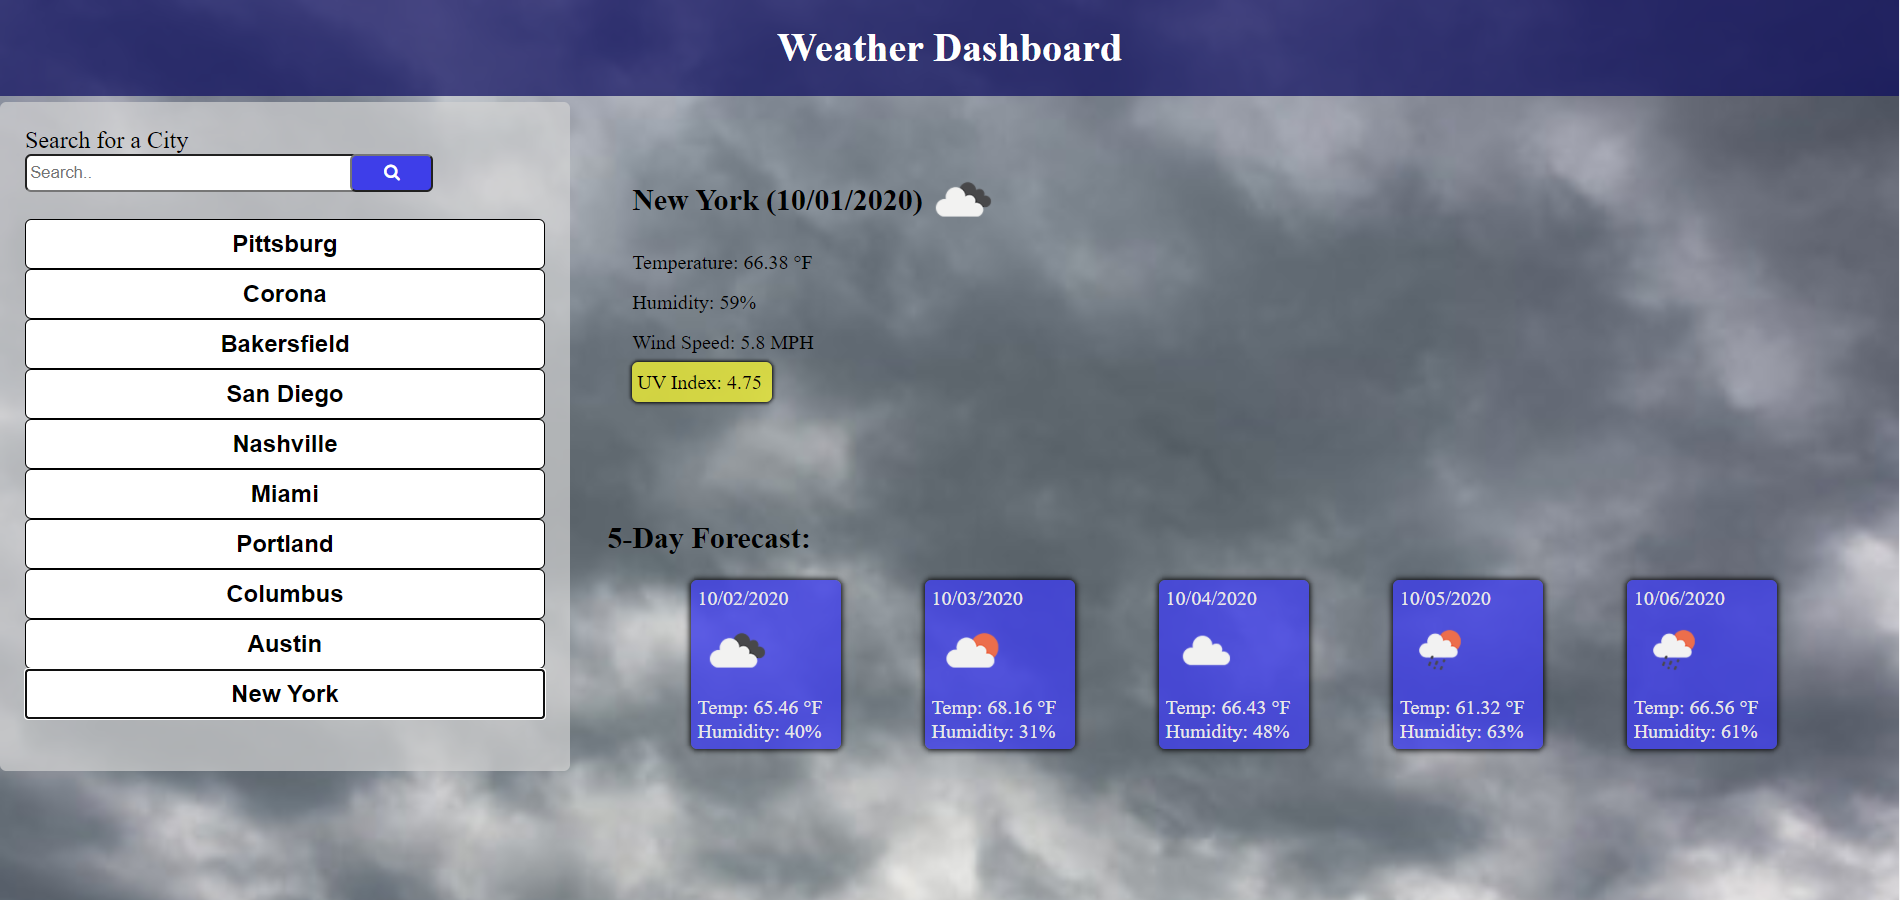 Weather Dashboard
Search for a City
Search..
Pittsburg
Corona
Bakersfield
San Diego
Nashville
Miami
Portland
Columbus
Austin
New York
New York (10/01/2020)
Temperature: 66.38 °F
Humidity: 59%
Wind Speed: 5.8 MPH
UV Index: 4.75
5-Day Forecast:
10/02/2020
Temp: 65.46 °F
Humidity: 40%
10/03/2020
Temp: 68.16 °F
Humidity: 31%
10/04/2020
Temp: 66.43 °F
Humidity: 48%
10/05/2020
Temp: 61.32 °F
Humidity: 63%
10/06/2020
Temp: 66.56 °F
Humidity: 61%